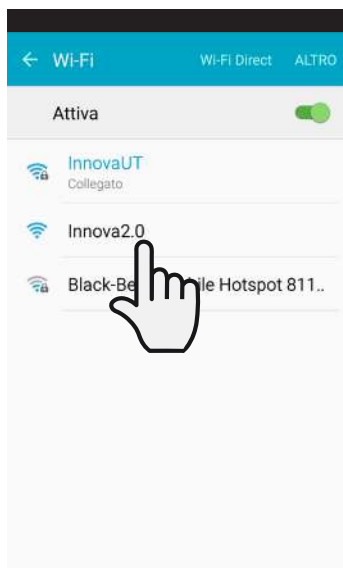 Wi-Fi Wi-Fi Direct ALTRO
Attiva
InnovaUT
Collegato
Innova2.0
Black-Be ile Hotspot 811..